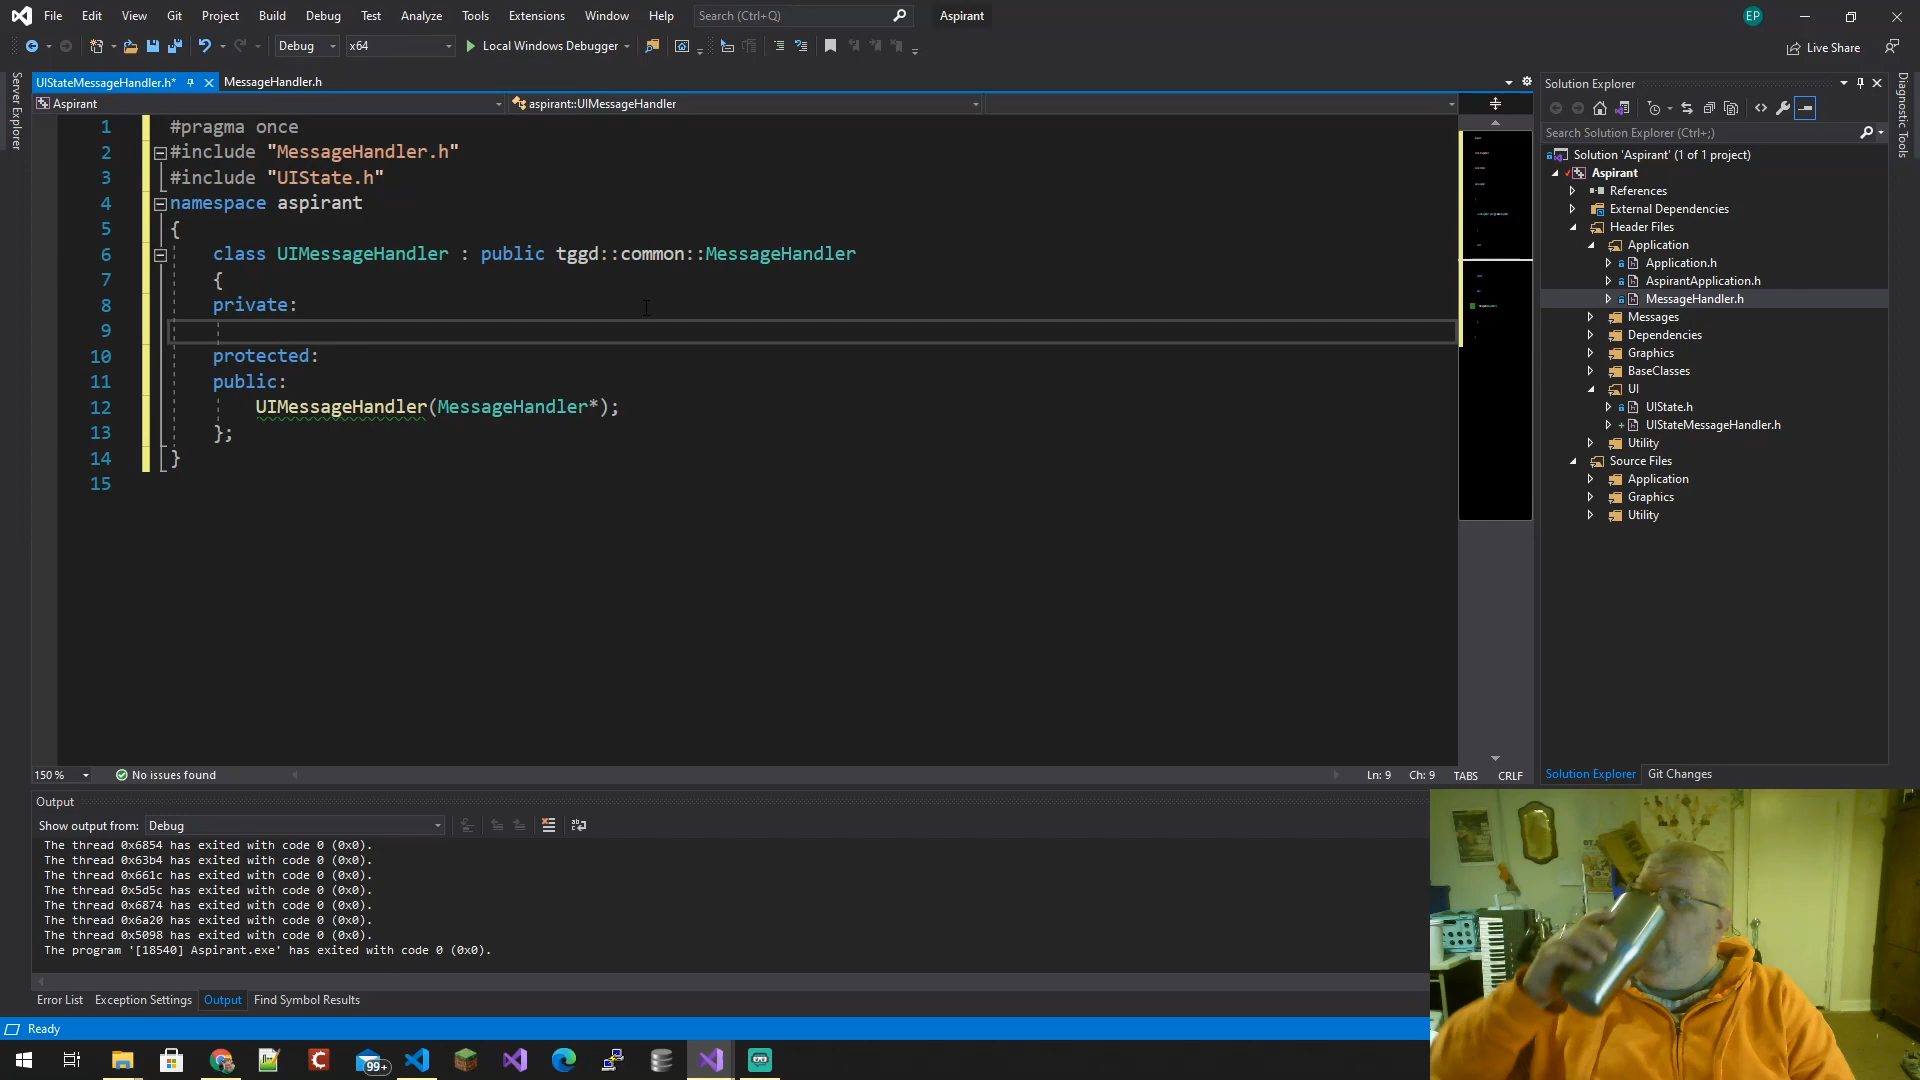 File Edit View Git Project Build Debug Test Analyze Tools Extensions Window Help Search (Ctrl+Q) Aspirant EP
Debug x64 Local Windows Debugger Live Share
Server Explorer
UIStateMessageHandler.h* MessageHandler.h
Aspirant aspirant::UIMessageHandler
1 #pragma once
2 #include "MessageHandler.h"
3 #include "UIState.h"
4 namespace aspirant
5 {
6 class UIMessageHandler : public tggd::common::MessageHandler
7 {
8 private:
9
10 protected:
11 public:
12 UIMessageHandler(MessageHandler*);
13 };
14 }
15
150 % No issues found Ln: 9 Ch: 9 TABS CRLF
Solution Explorer
Search Solution Explorer (Ctrl+;)
Solution 'Aspirant' (1 of 1 project)
Aspirant
References
External Dependencies
Header Files
Application
Application.h
AspirantApplication.h
MessageHandler.h
Messages
Dependencies
Graphics
BaseClasses
UI
UIState.h
UIStateMessageHandler.h
Utility
Source Files
Application
Graphics
Utility
Solution Explorer Git Changes
Diagnostic Tools
Output
Show output from: Debug
The thread 0x6854 has exited with code 0 (0x0).
The thread 0x63b4 has exited with code 0 (0x0).
The thread 0x661c has exited with code 0 (0x0).
The thread 0x5d5c has exited with code 0 (0x0).
The thread 0x6874 has exited with code 0 (0x0).
The thread 0x6a20 has exited with code 0 (0x0).
The thread 0x5098 has exited with code 0 (0x0).
The program '[18540] Aspirant.exe' has exited with code 0 (0x0).
Error List Exception Settings Output Find Symbol Results
Ready
99+